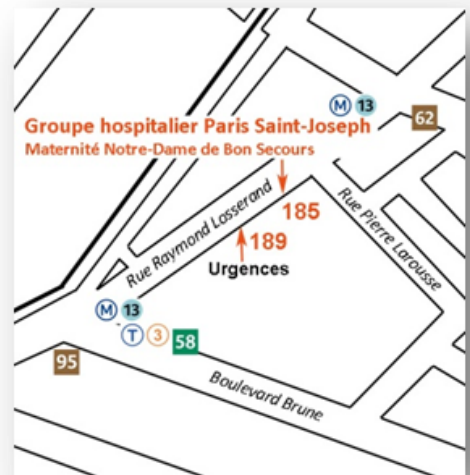 M 13
62
Groupe hospitalier Paris Saint-Joseph
Maternité Notre-Dame de Bon Secours
Rue Raymond Losserand
185
Rue Pierre Larousse
189
Urgences
M 13
T 3 58
95
Boulevard Brune